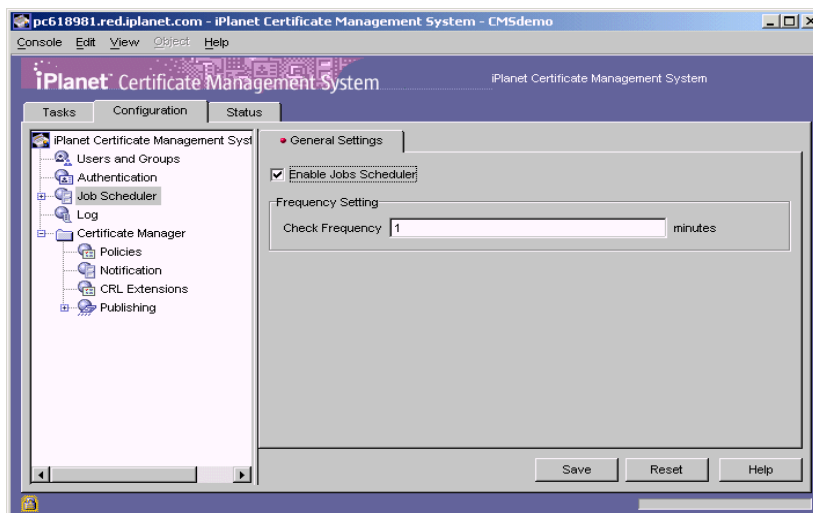 pc618981.red.iplanet.com - iPlanet Certificate Management System - CMSdemo
Console Edit View Object Help
iPlanet Certificate Management System
iPlanet Certificate Management System
Tasks Configuration Status
iPlanet Certificate Management Syst
Users and Groups
Authentication
Job Scheduler
Log
Certificate Manager
Policies
Notification
CRL Extensions
Publishing
General Settings
Enable Jobs Scheduler
Frequency Setting
Check Frequency 1 minutes
Save Reset Help